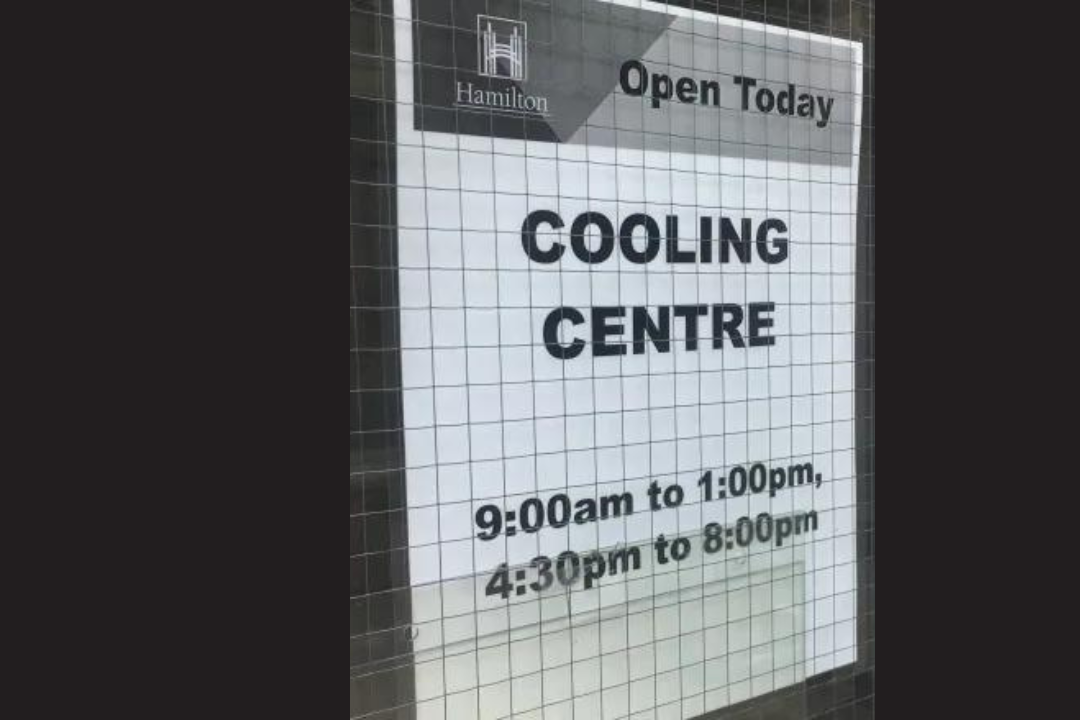 Hamilton
Open Today
COOLING
CENTRE
9:00am to 1:00pm,
4:30pm to 8:00pm